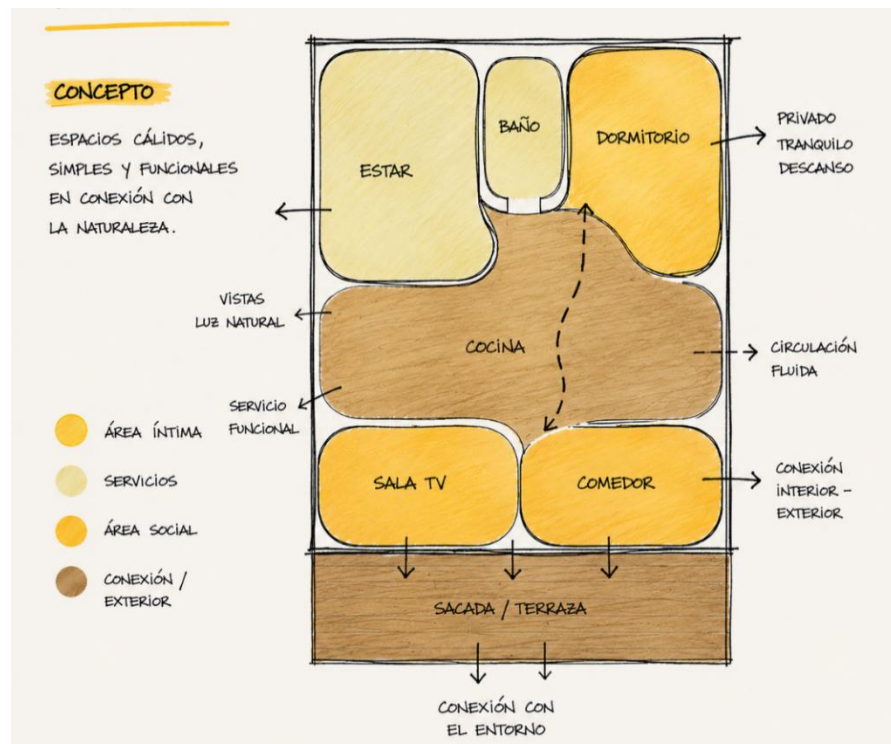 CONCEPTO
ESPACIOS CÁLIDOS,
SIMPLES Y FUNCIONALES
EN CONEXIÓN CON
LA NATURALEZA.
ESTAR
BAÑO
DORMITORIO
PRIVADO
TRANQUILO
DESCANSO
VISTAS
LUZ NATURAL
COCINA
CIRCULACIÓN
FLUIDA
SERVICIO
FUNCIONAL
ÁREA ÍNTIMA
SERVICIOS
ÁREA SOCIAL
CONEXIÓN /
EXTERIOR
SALA TV
COMEDOR
CONEXIÓN
INTERIOR -
EXTERIOR
SACADA / TERRAZA
CONEXIÓN CON
EL ENTORNO